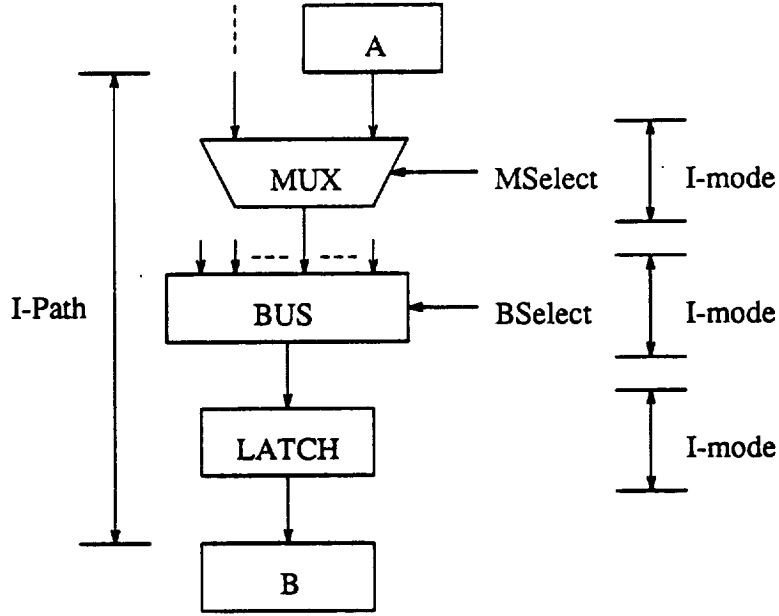 A
MUX
MSelect
I-mode
I-Path
BUS
BSelect
I-mode
LATCH
I-mode
B